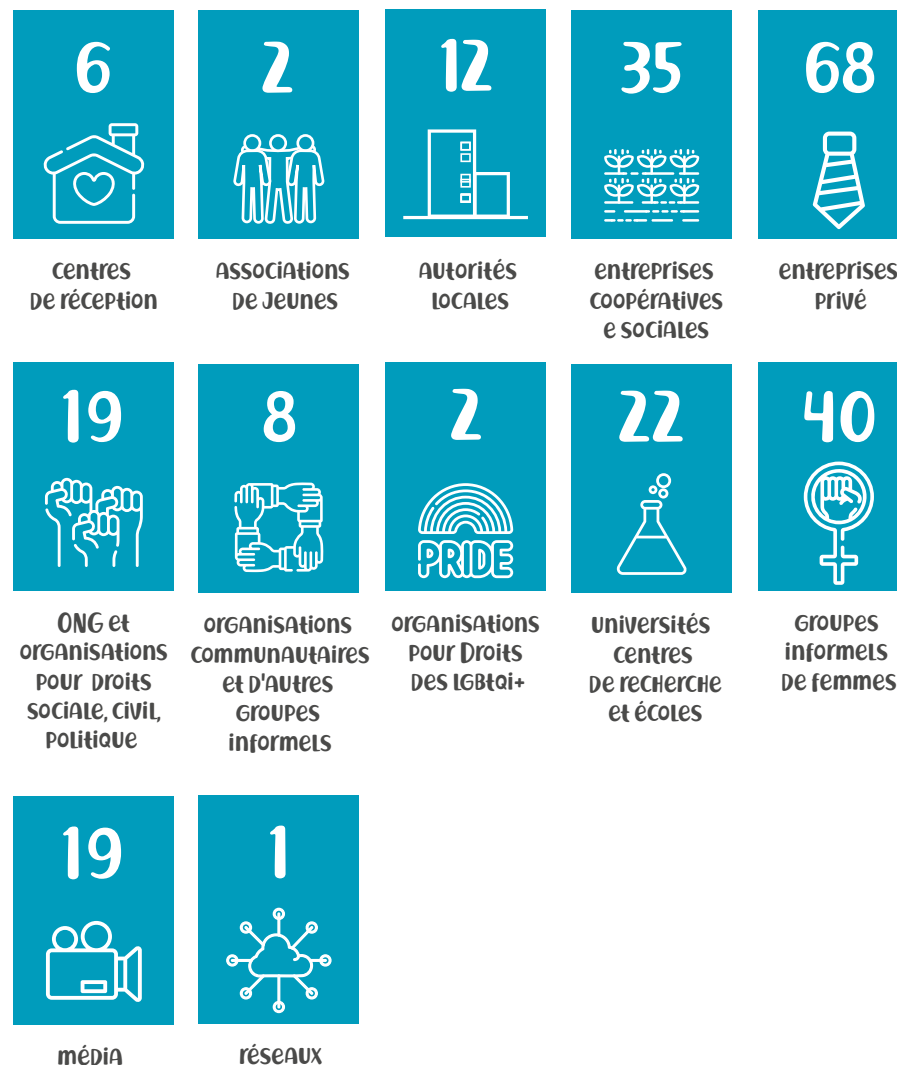 6
centres
de réception
2
associations
de jeunes
12
autorités
locales
35
entreprises
coopératives
e sociales
68
entreprises
privé
19
ONG et
organisations
pour droits
sociale, civil,
politique
8
organisations
communautaires
et d'autres
groupes
informels
2
PRIDE
organisations
pour Droits
des LGBTQI+
22
universités
centres
de recherche
et écoles
40
groupes
informels
de femmes
19
média
1
réseaux